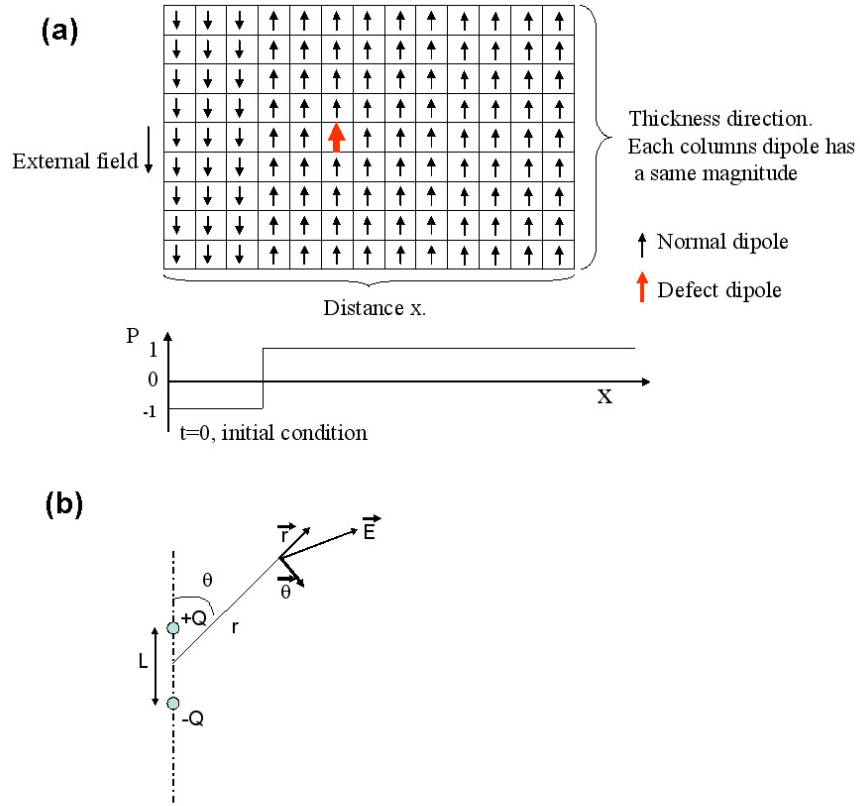 (a)
External field
Thickness direction.
Each columns dipole has
a same magnitude
Normal dipole
Defect dipole
Distance x.
P
1
0
-1
X
t=0, initial condition
(b)
r
E
θ
θ
+Q
r
L
-Q